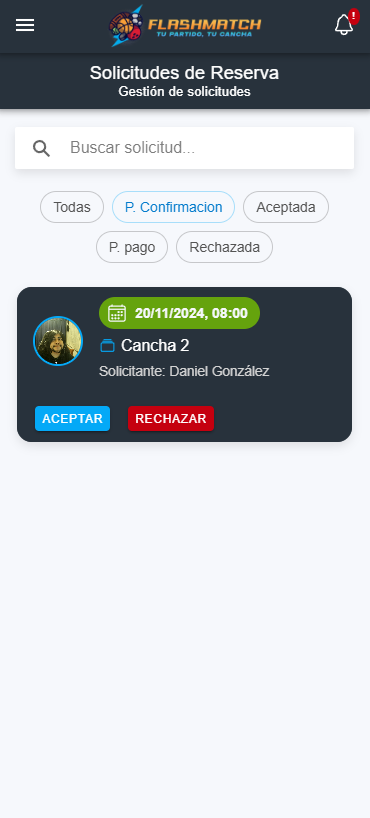 FLASHMATCH
TU PARTIDO, TU CANCHA
!
Solicitudes de Reserva
Gestión de solicitudes
Buscar solicitud...
Todas
P. Confirmacion
Aceptada
P. pago
Rechazada
20/11/2024, 08:00
Cancha 2
Solicitante: Daniel González
ACEPTAR
RECHAZAR